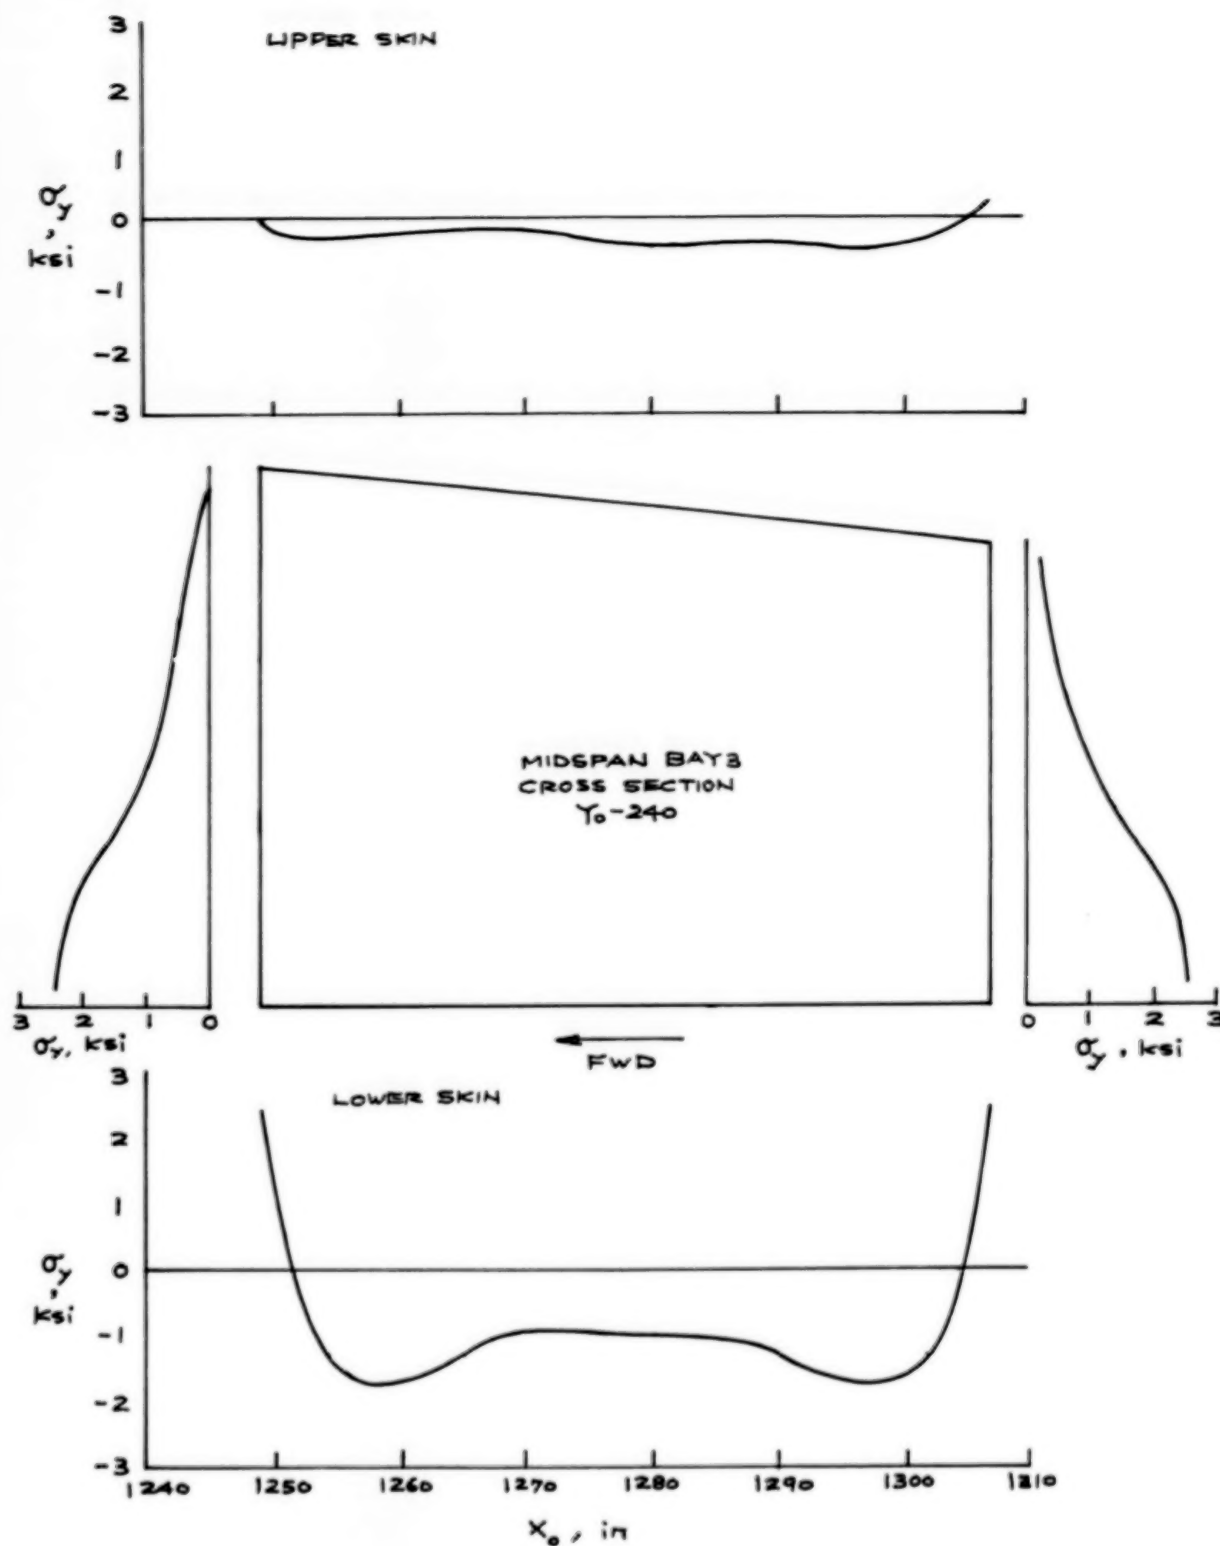 3
UPPER SKIN
2
1
σy, ksi
0
-1
-2
-3
MIDSPAN BAY3
CROSS SECTION
Yo-240
3 2 1 0
σy, ksi
0 1 2 3
σy, ksi
FWD
3
LOWER SKIN
2
1
σy, ksi
0
-1
-2
-3
1240 1250 1260 1270 1280 1290 1300 1310
Xo, in